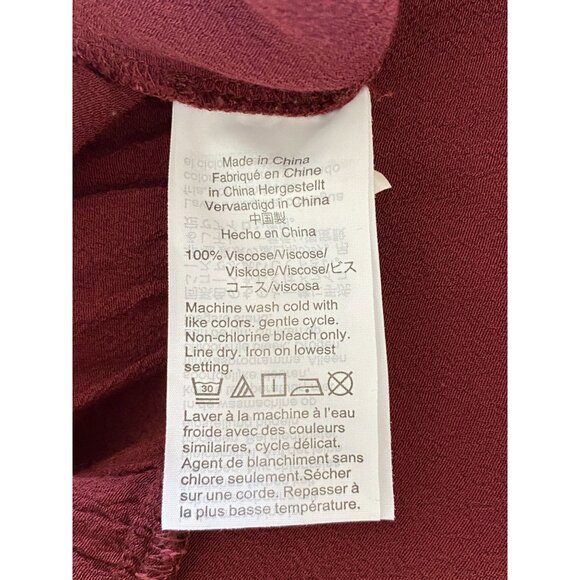 Made in China
Fabriqué en Chine
in China Hergestellt
Vervaardigd in China
中国製
Hecho en China
100% Viscose/Viscose/
Viskose/Viscose/ビス
コース/viscosa
Machine wash cold with
like colors. gentle cycle.
Non-chlorine bleach only.
Line dry. Iron on lowest
setting.
30
Laver à la machine à l'eau
froide avec des couleurs
similaires, cycle délicat.
Agent de blanchiment sans
chlore seulement.Sécher
sur une corde. Repasser à
la plus basse température.